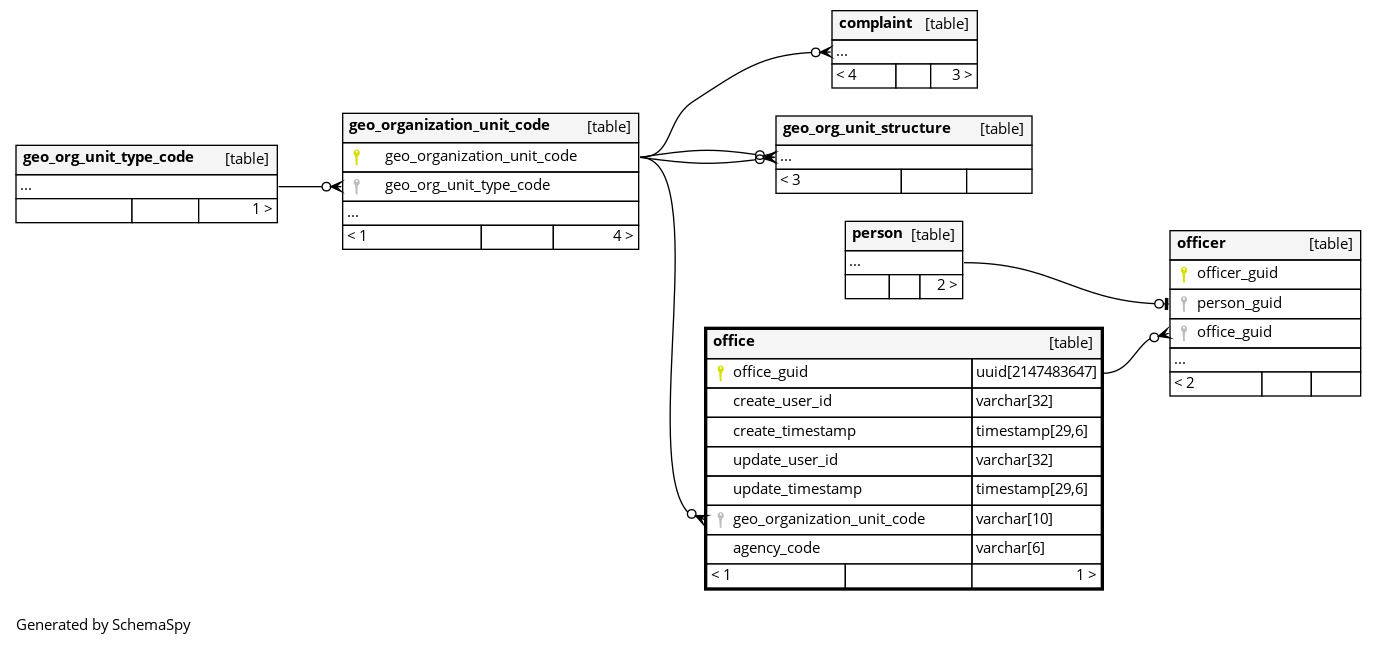 complaint [table]
...
< 4 3 >
geo_organization_unit_code [table]
geo_organization_unit_code
geo_org_unit_type_code
...
< 1 4 >
geo_org_unit_structure [table]
...
< 3
geo_org_unit_type_code [table]
...
1 >
person [table]
...
2 >
officer [table]
officer_guid
person_guid
office_guid
...
< 2
office [table]
office_guid uuid[2147483647]
create_user_id varchar[32]
create_timestamp timestamp[29,6]
update_user_id varchar[32]
update_timestamp timestamp[29,6]
geo_organization_unit_code varchar[10]
agency_code varchar[6]
< 1 1 >
Generated by SchemaSpy